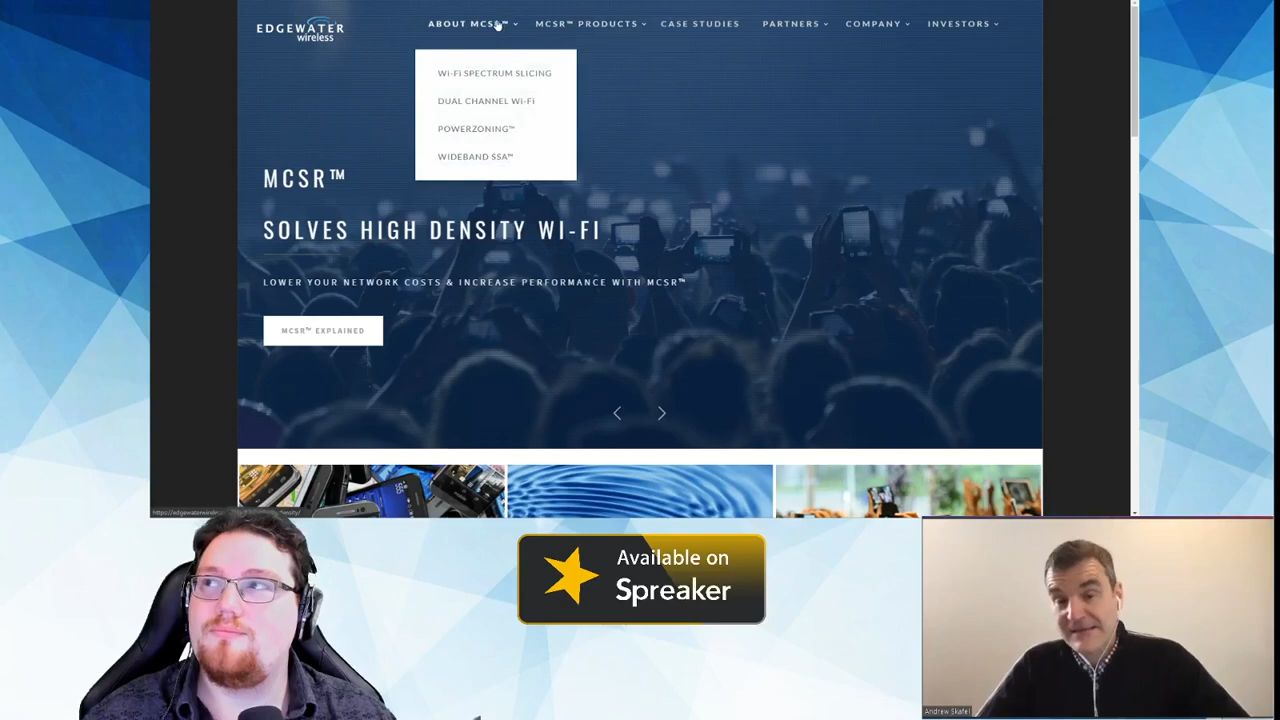 EDGEWATER
wireless
ABOUT MCSR™
MCSR™ PRODUCTS
CASE STUDIES
PARTNERS
COMPANY
INVESTORS
Wi-Fi SPECTRUM SLICING
DUAL CHANNEL Wi-Fi
POWERZONING™
WIDEBAND SSA™
MCSR™
SOLVES HIGH DENSITY WI-FI
LOWER YOUR NETWORK COSTS & INCREASE PERFORMANCE WITH MCSR™
MCSR™ EXPLAINED
Available on
Spreaker
Andrew Skafel